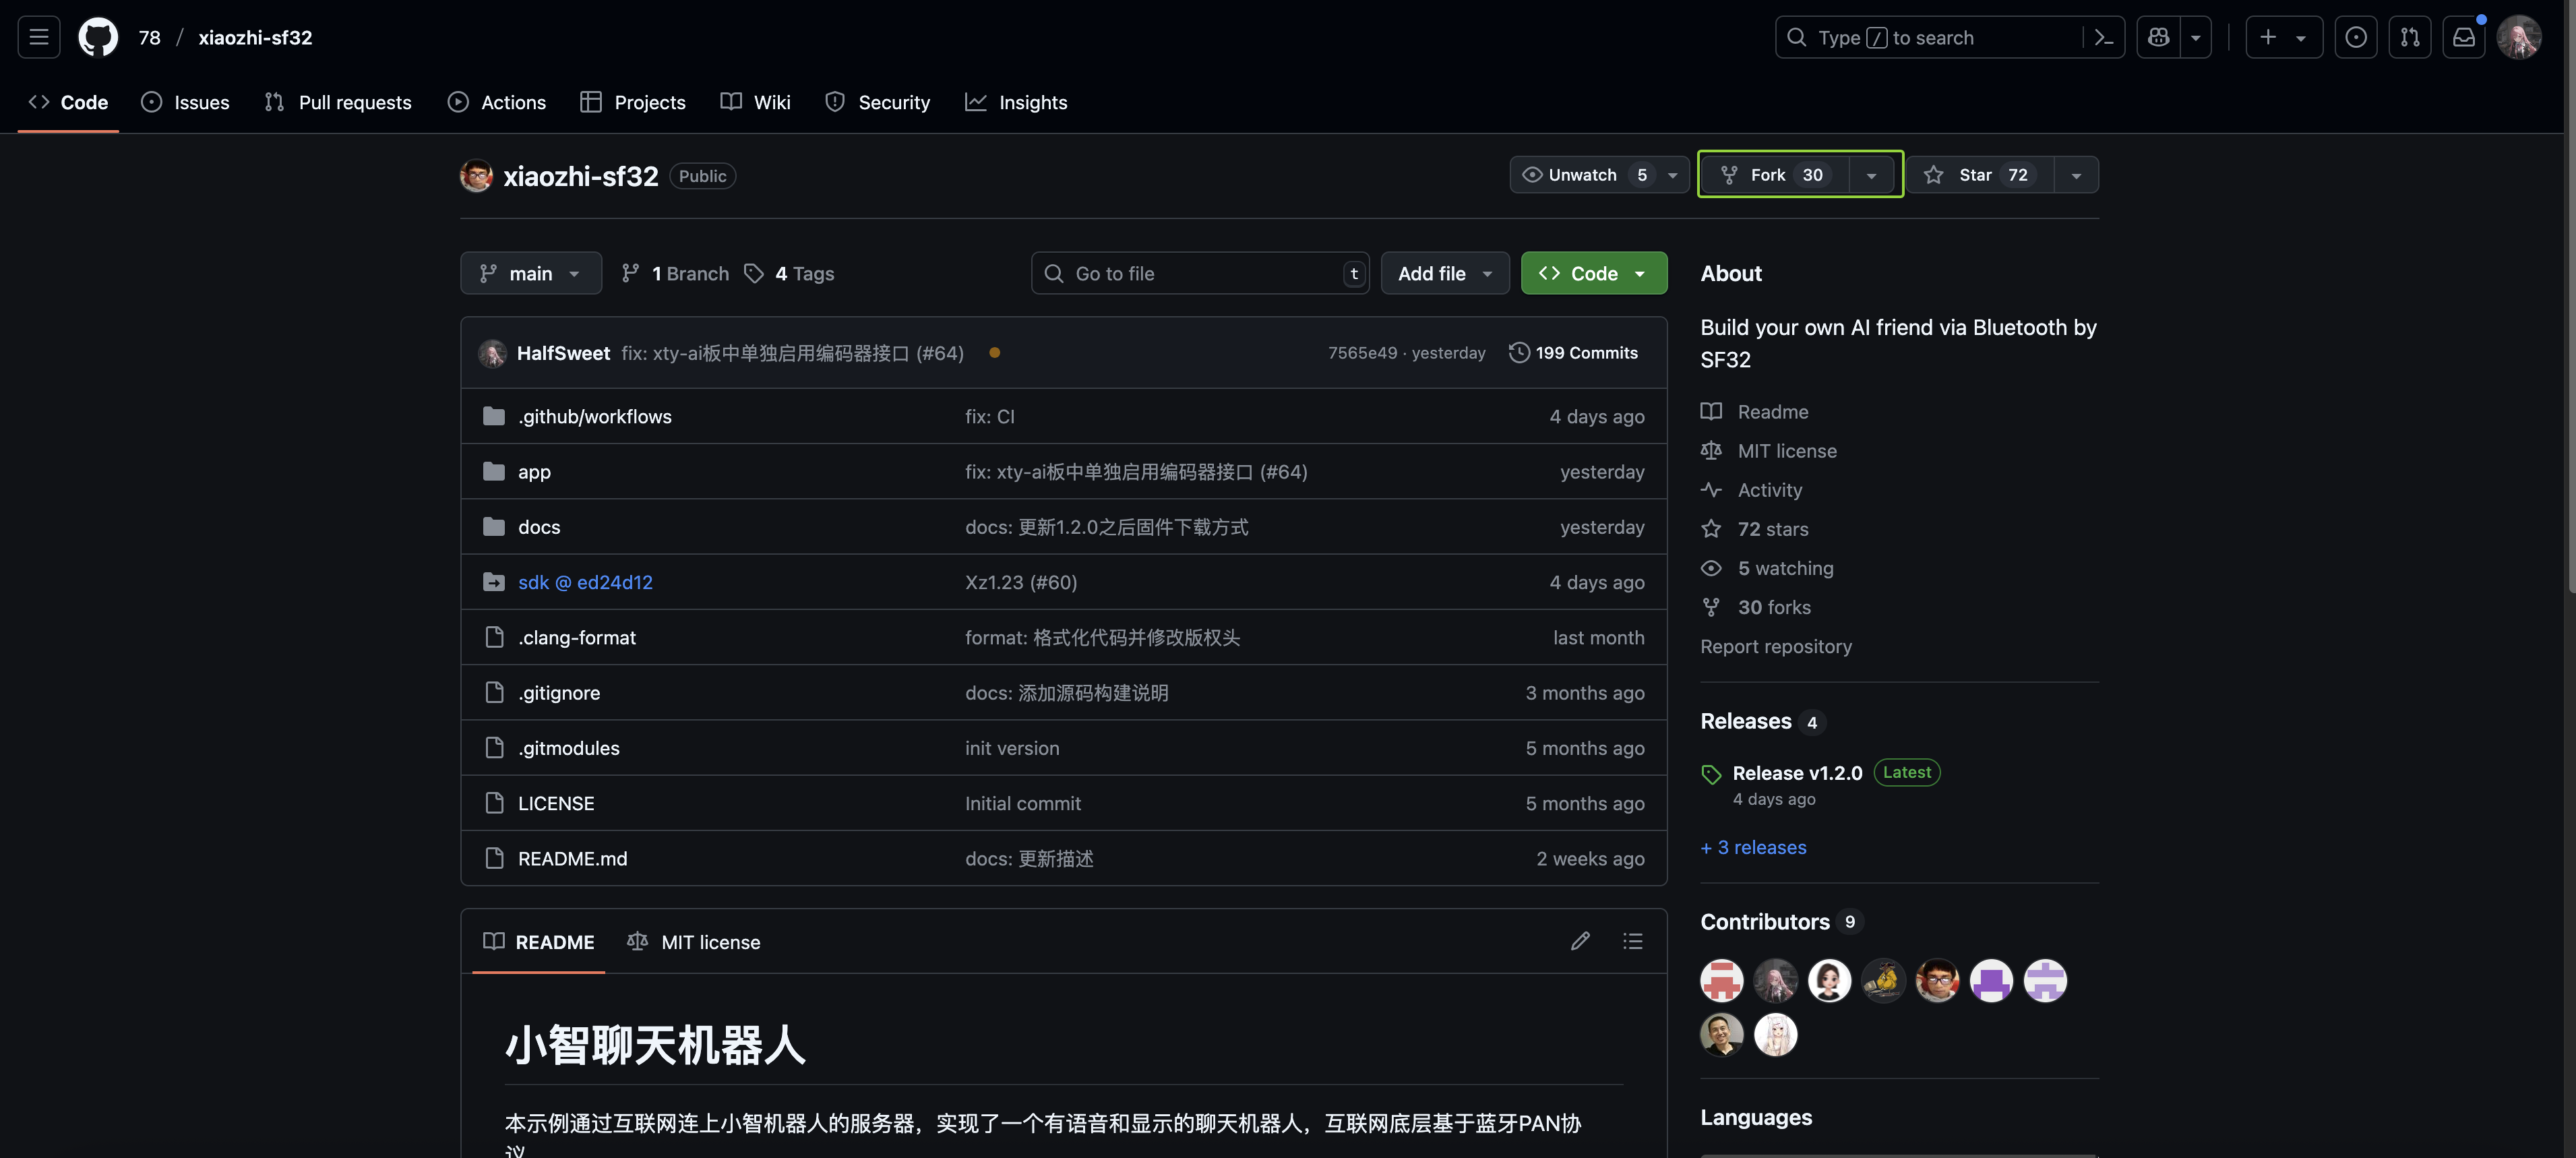 78 / xiaozhi-sf32
Type / to search
Code Issues Pull requests Actions Projects Wiki Security Insights
xiaozhi-sf32 Public
Unwatch 5 Fork 30 Star 72
main 1 Branch 4 Tags
Go to file t Add file Code
HalfSweet fix: xty-ai板中单独启用编码器接口 (#64) 7565e49 · yesterday 199 Commits
.github/workflows fix: CI 4 days ago
app fix: xty-ai板中单独启用编码器接口 (#64) yesterday
docs docs: 更新1.2.0之后固件下载方式 yesterday
sdk @ ed24d12 Xz1.23 (#60) 4 days ago
.clang-format format: 格式化代码并修改版权头 last month
.gitignore docs: 添加源码构建说明 3 months ago
.gitmodules init version 5 months ago
LICENSE Initial commit 5 months ago
README.md docs: 更新描述 2 weeks ago
README MIT license
小智聊天机器人
本示例通过互联网连上小智机器人的服务器，实现了一个有语音和显示的聊天机器人，互联网底层基于蓝牙PAN协
议
About
Build your own AI friend via Bluetooth by
SF32
Readme
MIT license
Activity
72 stars
5 watching
30 forks
Report repository
Releases 4
Release v1.2.0 Latest
4 days ago
+ 3 releases
Contributors 9
Languages